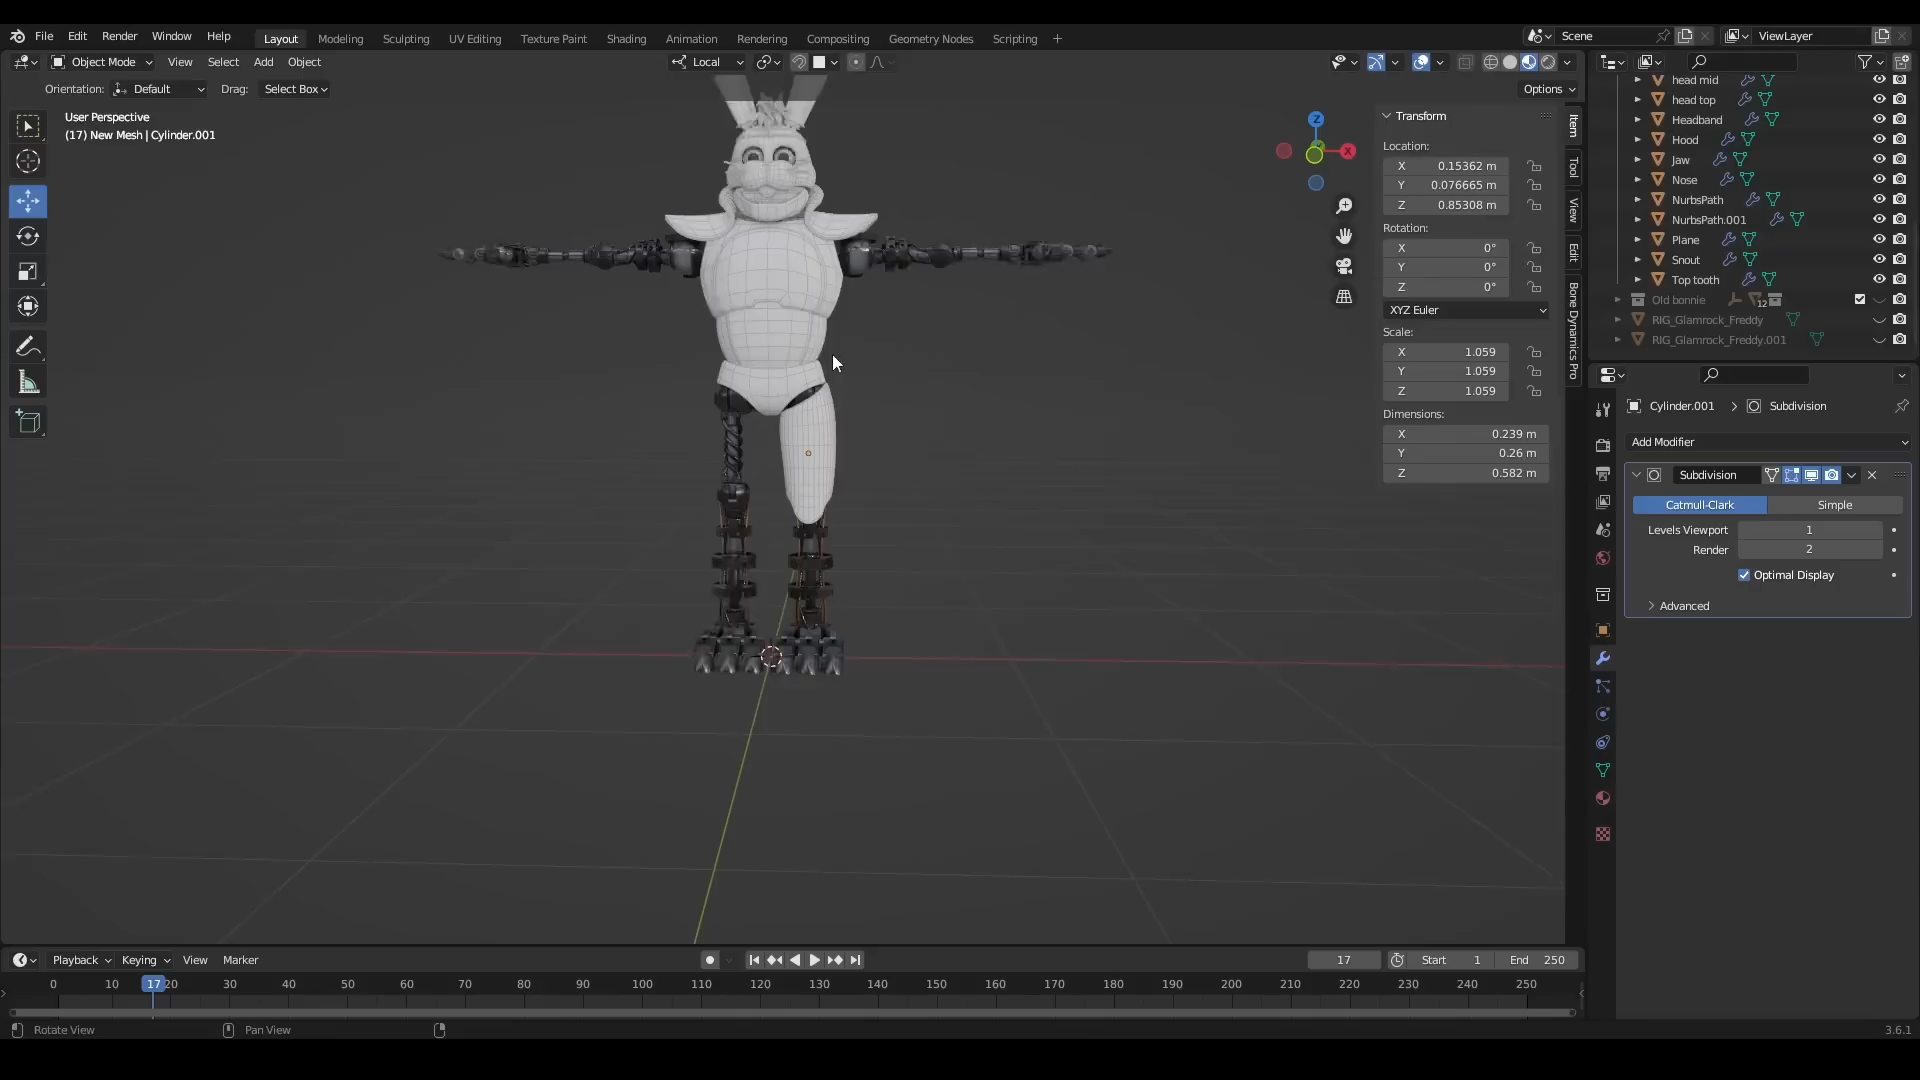 File Edit Render Window Help Layout Modeling Sculpting UV Editing Texture Paint Shading Animation Rendering Compositing Geometry Nodes Scripting Scene ViewLayer
Object Mode View Select Add Object Local
Orientation: Default Drag: Select Box Options
User Perspective
(17) New Mesh | Cylinder.001
Z
X
Transform
Location:
X 0.15362 m
Y 0.076665 m
Z 0.85308 m
Rotation:
X 0°
Y 0°
Z 0°
XYZ Euler
Scale:
X 1.059
Y 1.059
Z 1.059
Dimensions:
X 0.239 m
Y 0.26 m
Z 0.582 m
Item
Tool
View
Edit
Bone Dynamics Pro
head mid
head top
Headband
Hood
Jaw
Nose
NurbsPath
NurbsPath.001
Plane
Snout
Top tooth
Old bonnie 12
RIG_Glamrock_Freddy
RIG_Glamrock_Freddy.001
Cylinder.001 Subdivision
Add Modifier
Subdivision
Catmull-Clark Simple
Levels Viewport 1
Render 2
Optimal Display
Advanced
Playback Keying View Marker 17 Start 1 End 250
0 10 17 20 30 40 50 60 70 80 90 100 110 120 130 140 150 160 170 180 190 200 210 220 230 240 250
Rotate View Pan View 3.6.1